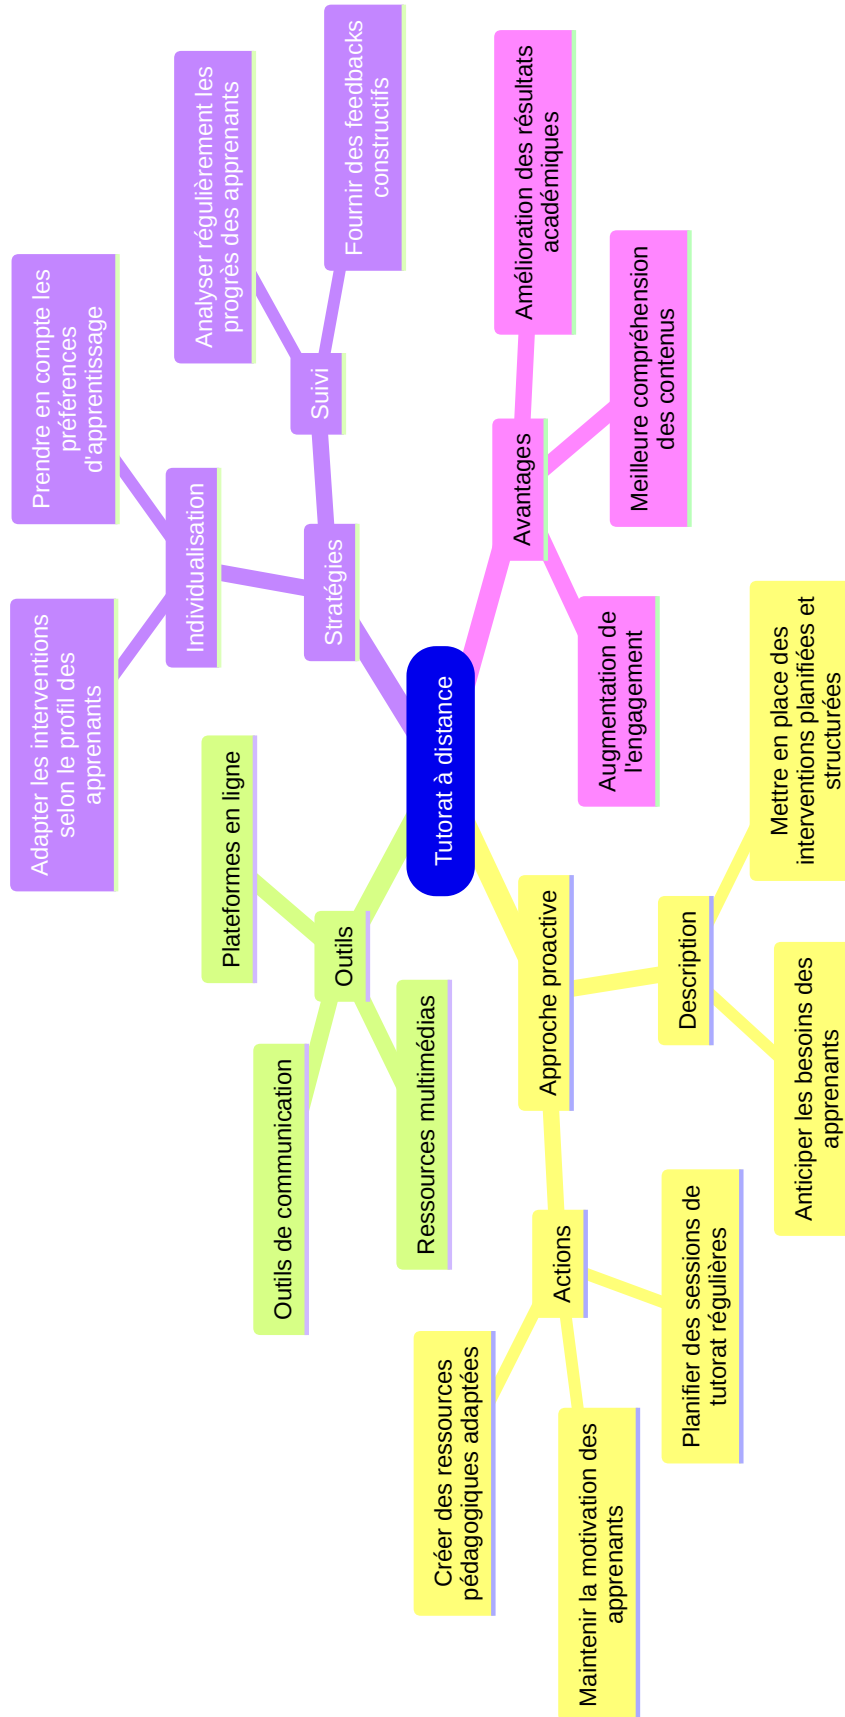 Tutorat à distance
Approche proactive
Description
Anticiper les besoins des
apprenants
Mettre en place des
interventions planifiées et
structurées
Actions
Créer des ressources
pédagogiques adaptées
Maintenir la motivation des
apprenants
Planifier des sessions de
tutorat régulières
Outils
Plateformes en ligne
Outils de communication
Ressources multimédias
Stratégies
Individualisation
Adapter les interventions
selon le profil des
apprenants
Prendre en compte les
préférences
d'apprentissage
Suivi
Analyser régulièrement les
progrès des apprenants
Fournir des feedbacks
constructifs
Avantages
Amélioration des résultats
académiques
Meilleure compréhension
des contenus
Augmentation de
l'engagement